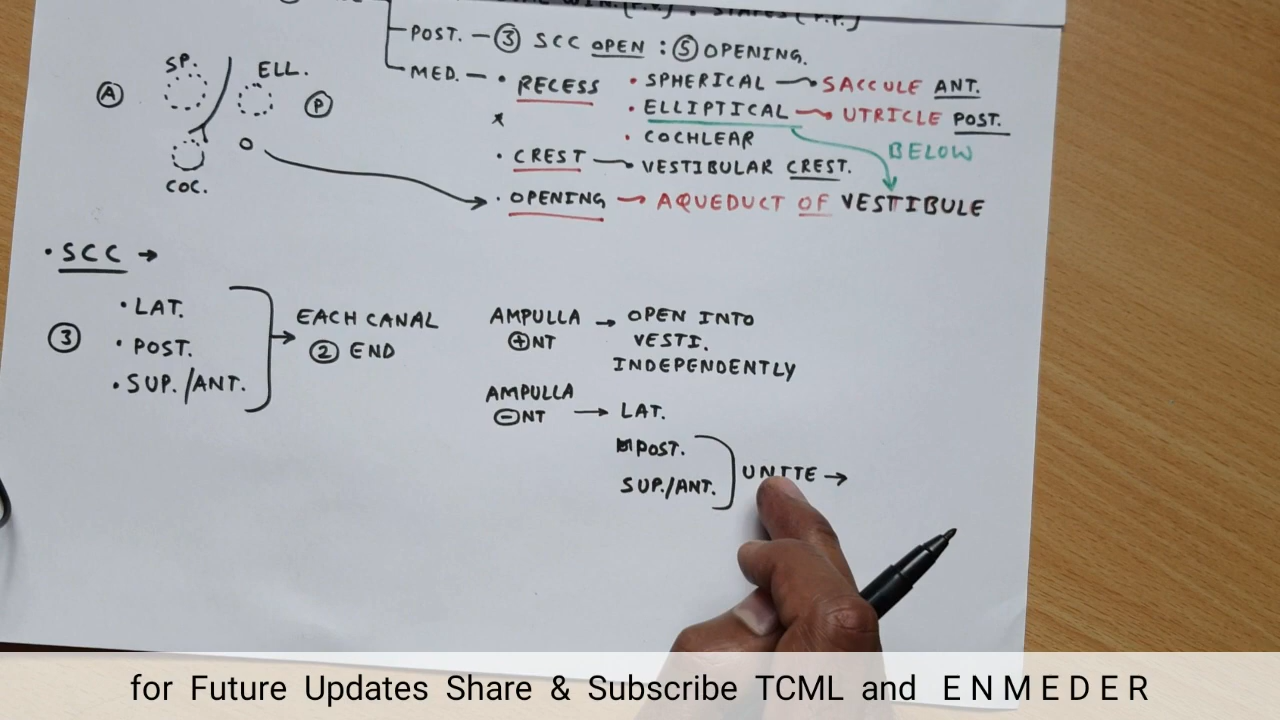 POST. — ③ SCC OPEN : ⑤ OPENING.
MED. — • RECESS • SPHERICAL → SACCULE ANT.
• ELLIPTICAL → UTRICLE POST.
• COCHLEAR
BELOW
• CREST → VESTIBULAR CREST.
• OPENING → AQUEDUCT OF VESTIBULE
SP.
ELL.
Ⓐ
Ⓟ
COC.
• SCC →
③
• LAT.
• POST.
• SUP./ANT.
EACH CANAL
② END
AMPULLA → OPEN INTO
⊕NT VESTI.
INDEPENDENTLY
AMPULLA
⊖NT → LAT.
POST.
SUP./ANT.
UNITE →
for Future Updates Share & Subscribe TCML and E N M E D E R